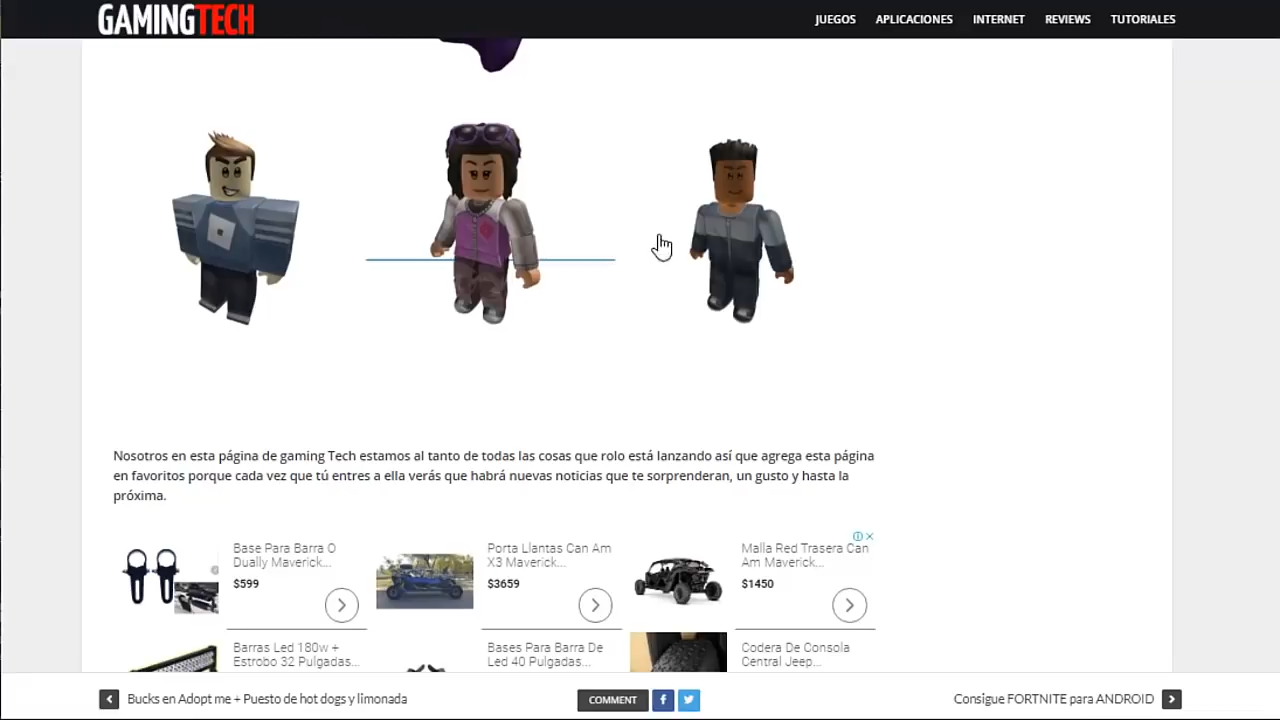 GAMINGTECH
JUEGOS APLICACIONES INTERNET REVIEWS TUTORIALES
Nosotros en esta página de gaming Tech estamos al tanto de todas las cosas que rolo está lanzando así que agrega esta página
en favoritos porque cada vez que tú entres a ella verás que habrá nuevas noticias que te sorprenderan, un gusto y hasta la
próxima.
Base Para Barra O
Dually Maverick...
$599
Porta Llantas Can Am
X3 Maverick...
$3659
Malla Red Trasera Can
Am Maverick...
$1450
Barras Led 180w +
Estrobo 32 Pulgadas...
Bases Para Barra De
Led 40 Pulgadas...
Codera De Consola
Central Jeep...
Bucks en Adopt me + Puesto de hot dogs y limonada
COMMENT
Consigue FORTNITE para ANDROID